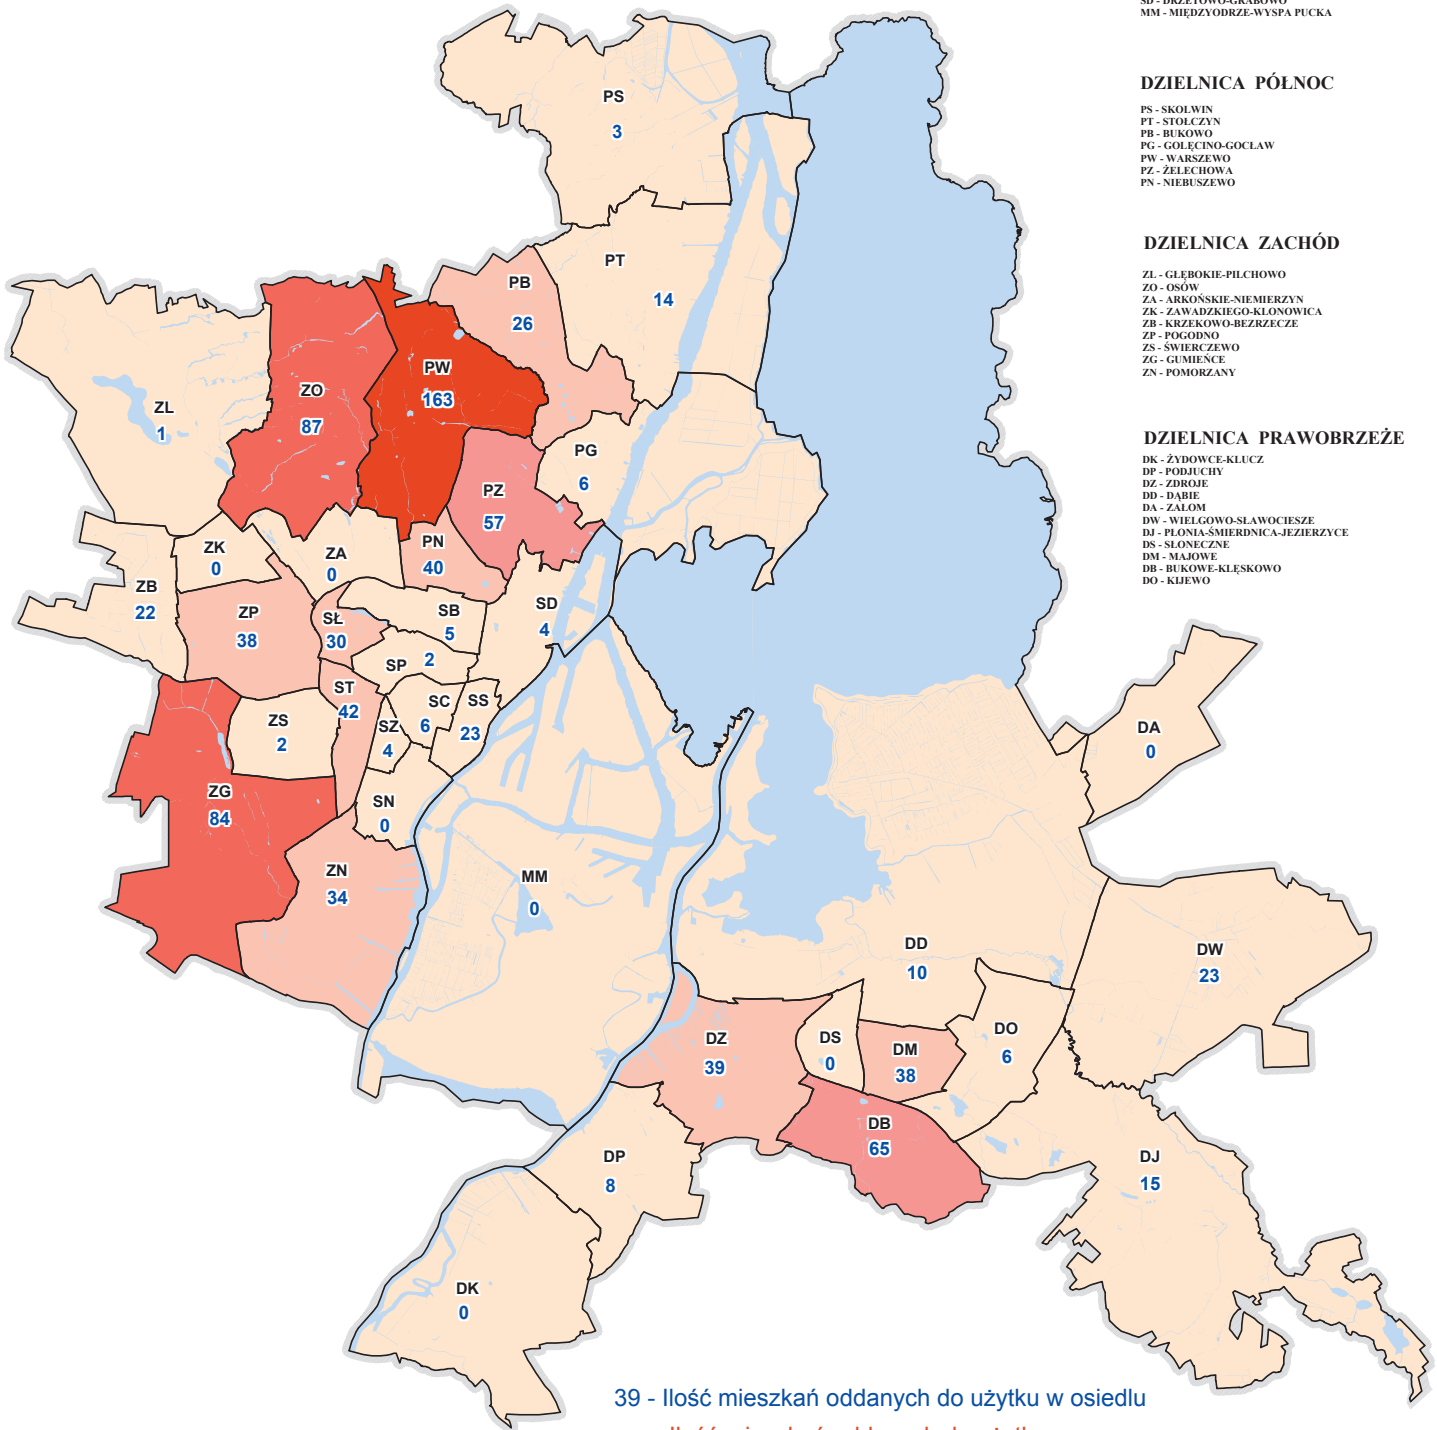 SD - DRZETOWO-GRABOWO
MM - MIĘDZYODRZE-WYSPA PUCKA
DZIELNICA PÓŁNOC
PS - SKOLWIN
PT - STOŁCZYN
PB - BUKOWO
PG - GOLĘCINO-GOCŁAW
PW - WARSZEWO
PZ - ŻELECHOWA
PN - NIEBUSZEWO
DZIELNICA ZACHÓD
ZL - GŁĘBOKIE-PILCHOWO
ZO - OSÓW
ZA - ARKOŃSKIE-NIEMIERZYN
ZK - ZAWADZKIEGO-KLONOWICA
ZB - KRZEKOWO-BEZRZECZE
ZP - POGODNO
ZS - ŚWIERCZEWO
ZG - GUMIEŃCE
ZN - POMORZANY
DZIELNICA PRAWOBRZEŻE
DK - ŻYDOWCE-KLUCZ
DP - PODJUCHY
DZ - ZDROJE
DD - DĄBIE
DA - ZAŁOM
DW - WIELGOWO-SŁAWOCIESZE
DJ - PŁONIA-ŚMIERDNICA-JEZIERZYCE
DS - SŁONECZNE
DM - MAJOWE
DB - BUKOWE-KLĘSKOWO
DO - KIJEWO
PS
3
PT
14
PB
26
PW
163
ZO
87
ZL
1
PG
6
PZ
57
PN
40
ZK
0
ZA
0
ZB
22
ZP
38
SŁ
30
SB
5
SD
4
SP
2
ST
42
SC
6
SS
23
SZ
4
ZS
2
ZG
84
SN
0
ZN
34
MM
0
DA
0
DD
10
DW
23
DZ
39
DS
0
DM
38
DO
6
DB
65
DP
8
DJ
15
DK
0
39 - Ilość mieszkań oddanych do użytku w osiedlu